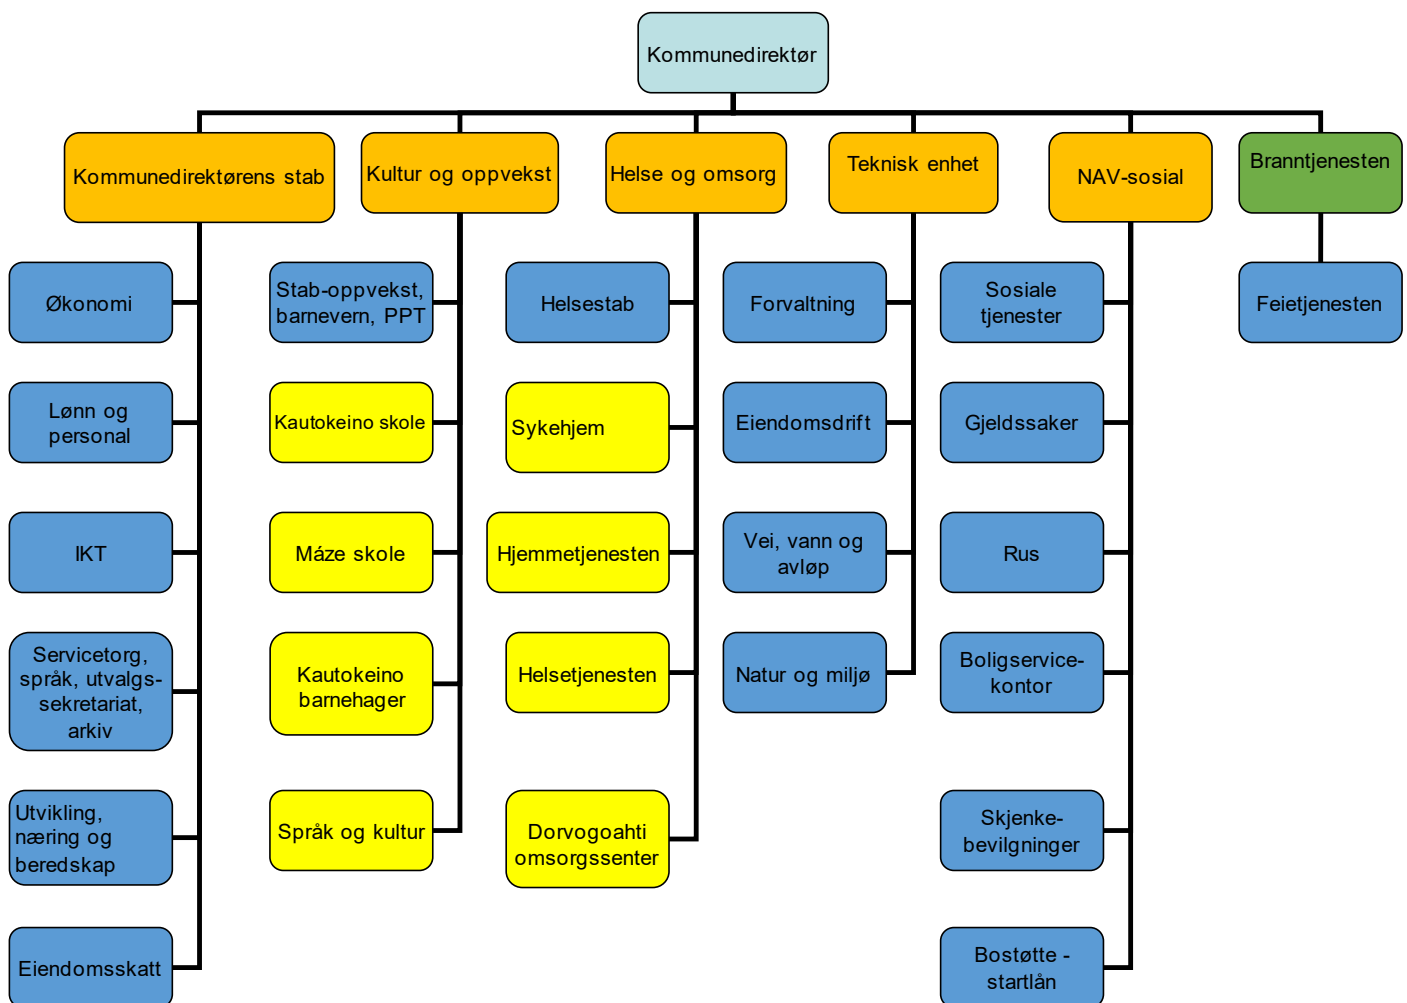 Kommunedirektør
Kommunedirektørens stab
Kultur og oppvekst
Helse og omsorg
Teknisk enhet
NAV-sosial
Branntjenesten
Økonomi
Lønn og
personal
IKT
Servicetorg,
språk, utvalgs-
sekretariat,
arkiv
Utvikling,
næring og
beredskap
Eiendomsskatt
Stab-oppvekst,
barnevern, PPT
Kautokeino skole
Máze skole
Kautokeino
barnehager
Språk og kultur
Helsestab
Sykehjem
Hjemmetjenesten
Helsetjenesten
Dorvogoahti
omsorgssenter
Forvaltning
Eiendomsdrift
Vei, vann og
avløp
Natur og miljø
Sosiale
tjenester
Gjeldssaker
Rus
Boligservice-
kontor
Skjenke-
bevilgninger
Bostøtte -
startlån
Feietjenesten